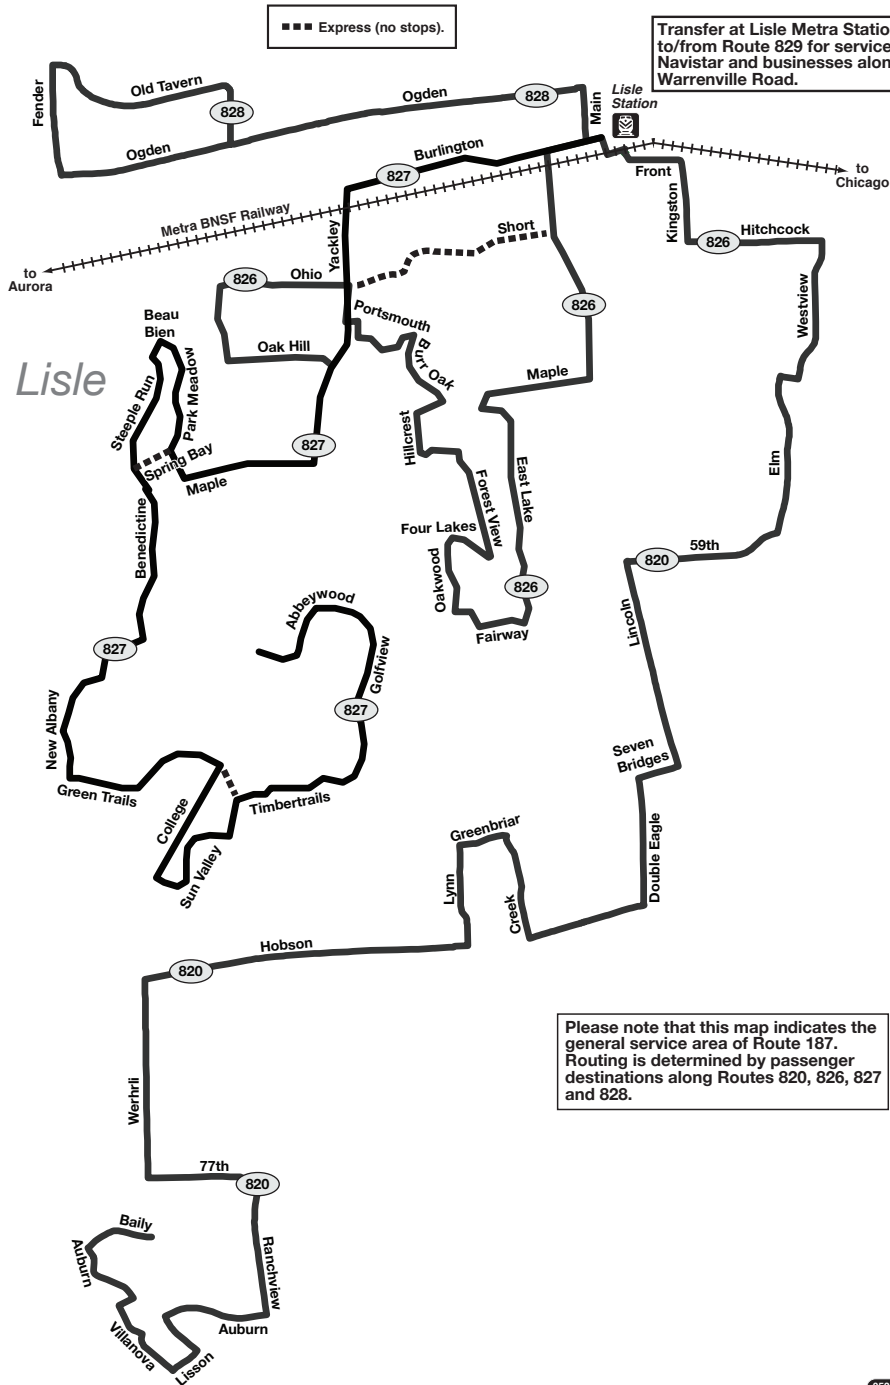 Express (no stops).
Transfer at Lisle Metra Statio
to/from Route 829 for service
Navistar and businesses alon
Warrenville Road.
Lisle
Station
Fender
Old Tavern
828
Ogden
Ogden
828
Main
Burlington
827
Front
to
Chicago
Kingston
Metra BNSF Railway
Yackley
Short
826
Hitchcock
to
Aurora
826
Ohio
Portsmouth
826
Westview
Beau
Bien
Oak Hill
Burr Oak
Maple
Lisle
Steeple Run
Park Meadow
Spring Bay
Maple
827
Hillcrest
Forest View
East Lake
Elm
Benedictine
Four Lakes
Oakwood
826
Fairway
820
59th
Lincoln
Abbeywood
Golfview
827
827
New Albany
Green Trails
College
Sun Valley
Timbertrails
Seven
Bridges
Double Eagle
Greenbriar
Lynn
Creek
Hobson
820
Please note that this map indicates the
general service area of Route 187.
Routing is determined by passenger
destinations along Routes 820, 826, 827
and 828.
Werhrli
77th
820
Baily
Auburn
Ranchview
Auburn
Villanova
Lisson